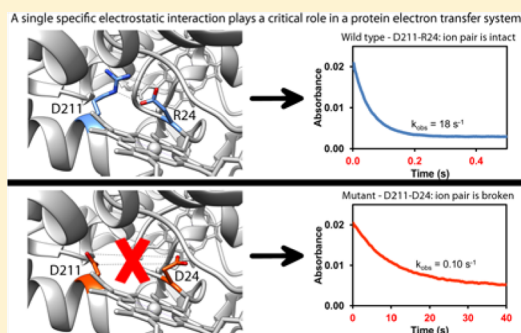 A single specific electrostatic interaction plays a critical role in a protein electron transfer system
D211
R24
Wild type - D211-R24: ion pair is intact
Absorbance
0.02
0.01
0.00
k obs = 18 s-1
0.0 0.2 0.4
Time (s)
D211
D24
Mutant - D211-D24: ion pair is broken
Absorbance
0.02
0.01
0.00
k obs = 0.10 s-1
0 10 20 30 40
Time (s)